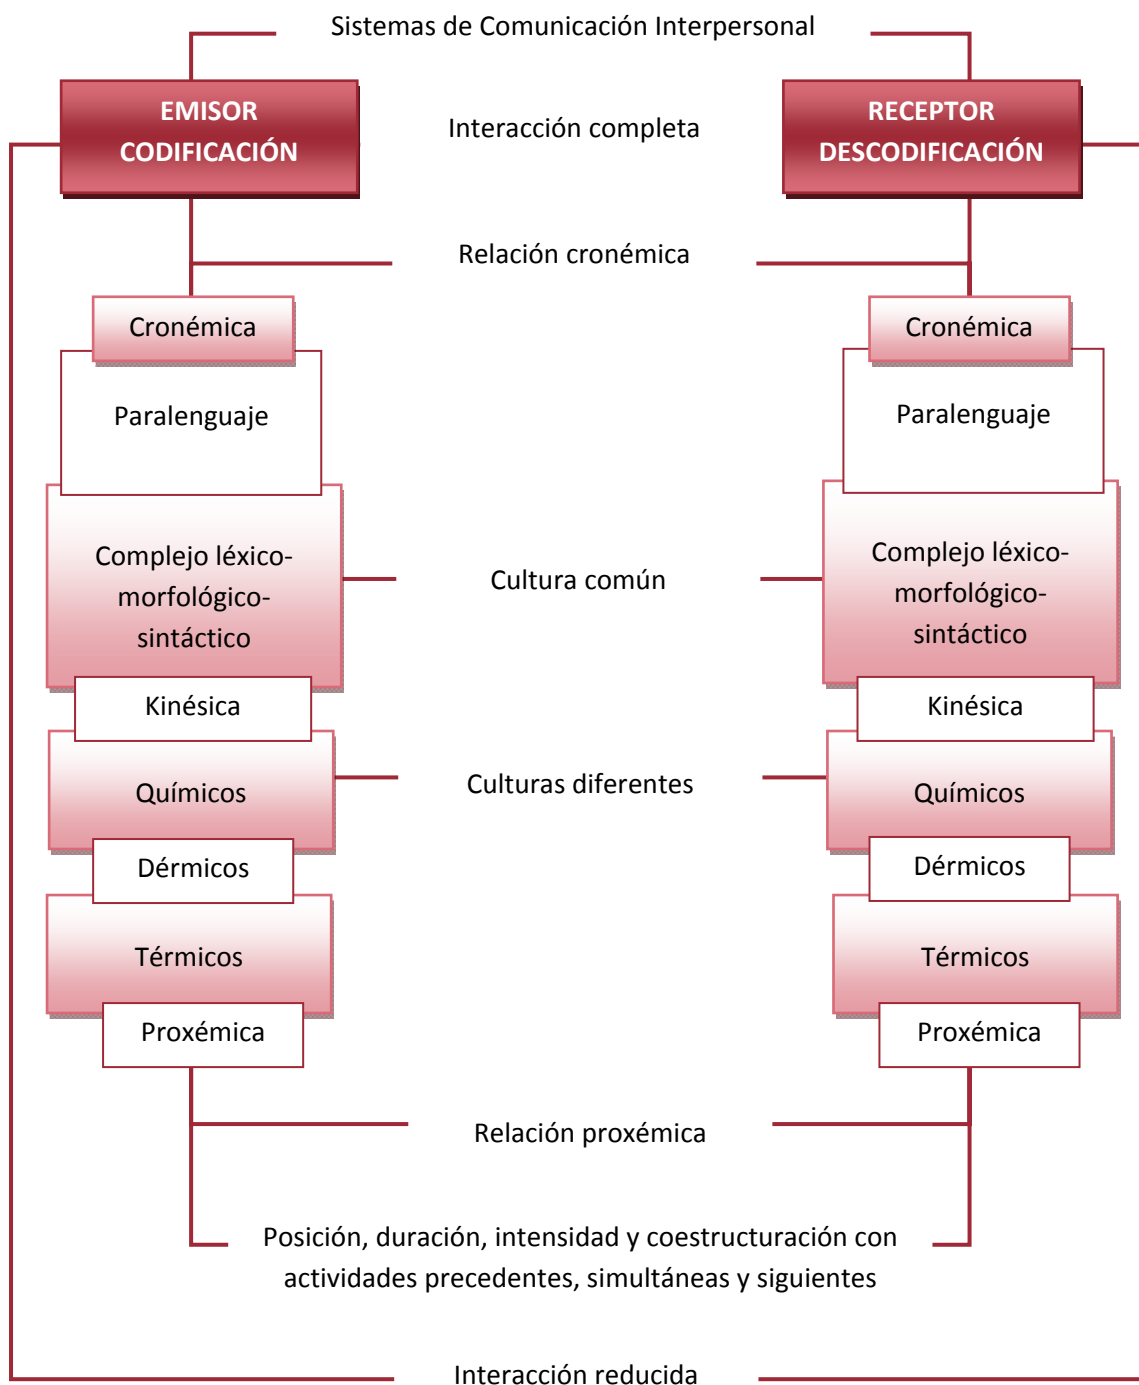 Sistemas de Comunicación Interpersonal
EMISOR
CODIFICACIÓN
Interacción completa
RECEPTOR
DESCODIFICACIÓN
Relación cronémica
Cronémica
Cronémica
Paralenguaje
Paralenguaje
Complejo léxico-
morfológico-
sintáctico
Cultura común
Complejo léxico-
morfológico-
sintáctico
Kinésica
Kinésica
Químicos
Culturas diferentes
Químicos
Dérmicos
Dérmicos
Térmicos
Térmicos
Proxémica
Proxémica
Relación proxémica
Posición, duración, intensidad y coestructuración con
actividades precedentes, simultáneas y siguientes
Interacción reducida